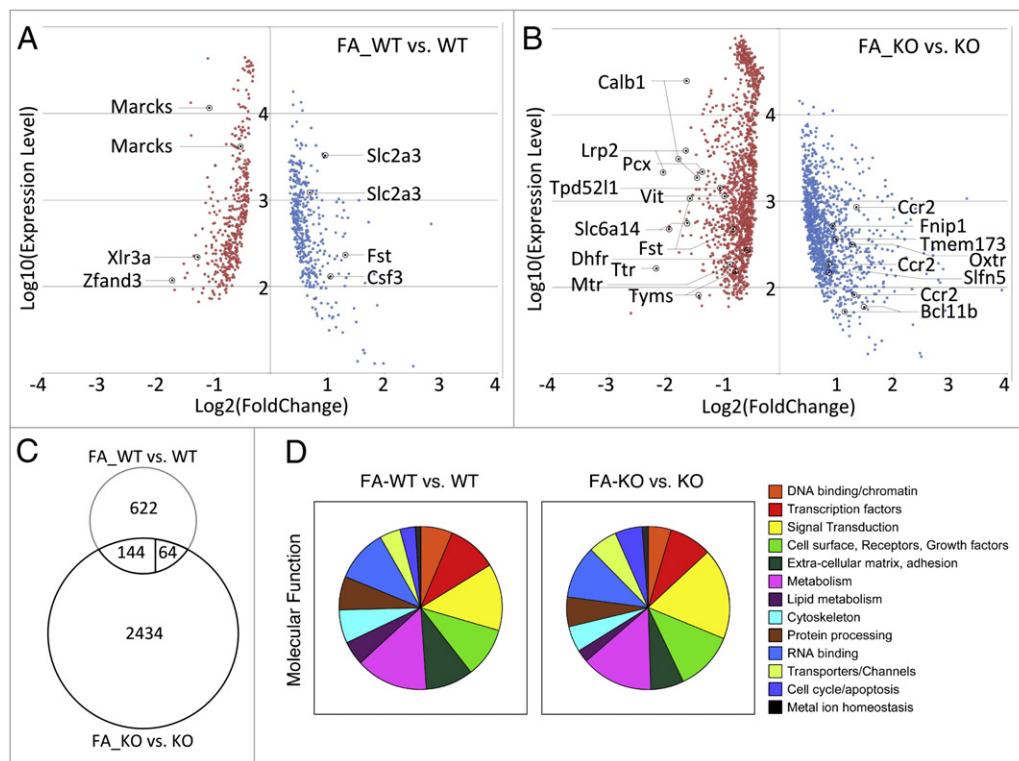 A
FA_WT vs. WT
Log10(Expression Level)
Marcks
Marcks
Xlr3a
Zfand3
Slc2a3
Slc2a3
Fst
Csf3
4
3
2
-4
-3
-2
-1
1
2
3
4
Log2(FoldChange)
B
FA_KO vs. KO
Log10(Expression Level)
Calb1
Lrp2
Pcx
Tpd52l1
Vit
Slc6a14
Fst
Dhfr
Ttr
Mtr
Tyms
Ccr2
Fnip1
Tmem173
Oxtr
Ccr2
Slfn5
Ccr2
Bcl11b
4
3
2
-4
-3
-2
-1
1
2
3
4
Log2(FoldChange)
C
FA_WT vs. WT
622
144
64
2434
FA_KO vs. KO
D
FA-WT vs. WT
FA-KO vs. KO
Molecular Function
DNA binding/chromatin
Transcription factors
Signal Transduction
Cell surface, Receptors, Growth factors
Extra-cellular matrix, adhesion
Metabolism
Lipid metabolism
Cytoskeleton
Protein processing
RNA binding
Transporters/Channels
Cell cycle/apoptosis
Metal ion homeostasis